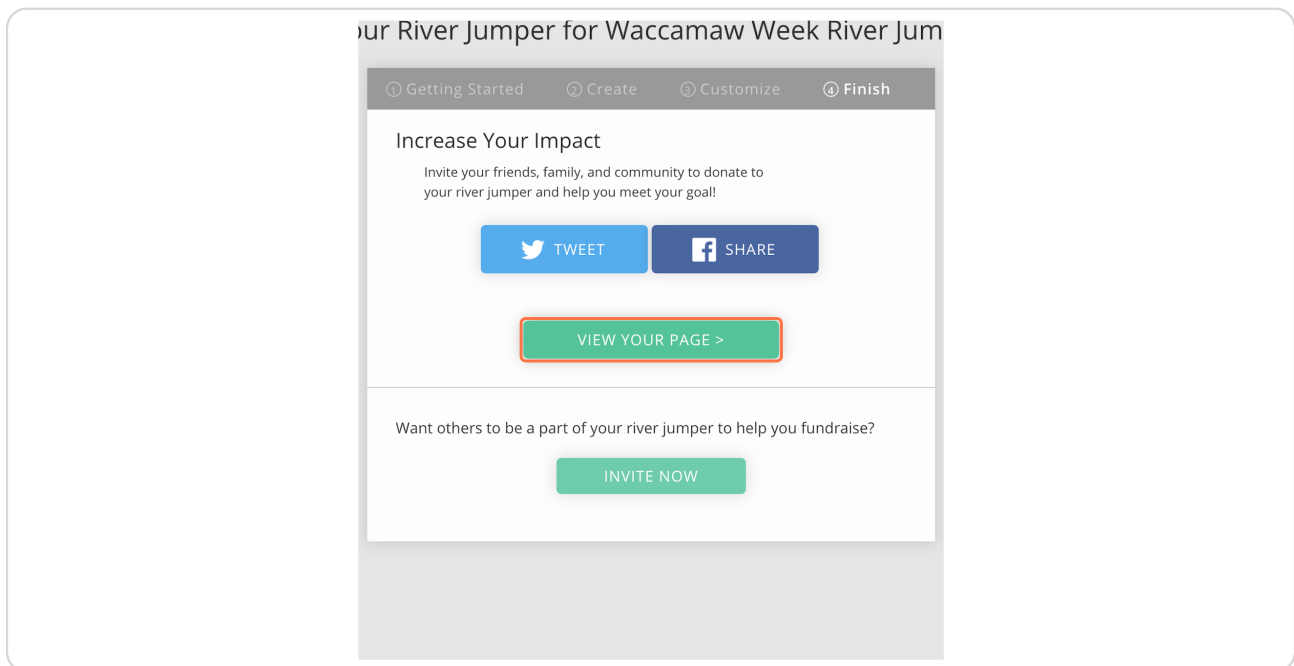 our River Jumper for Waccamaw Week River Jum
1 Getting Started 2 Create 3 Customize 4 Finish
Increase Your Impact
Invite your friends, family, and community to donate to
your river jumper and help you meet your goal!
TWEET SHARE
VIEW YOUR PAGE >
Want others to be a part of your river jumper to help you fundraise?
INVITE NOW